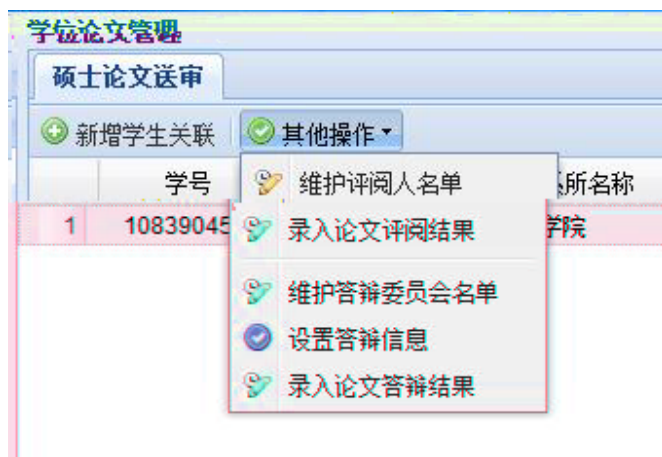 学位论文管理
硕士论文送审
新增学生关联 其他操作
学号 维护评阅人名单 所名称
1 10839045 录入论文评阅结果 学院
维护答辩委员会名单
设置答辩信息
录入论文答辩结果